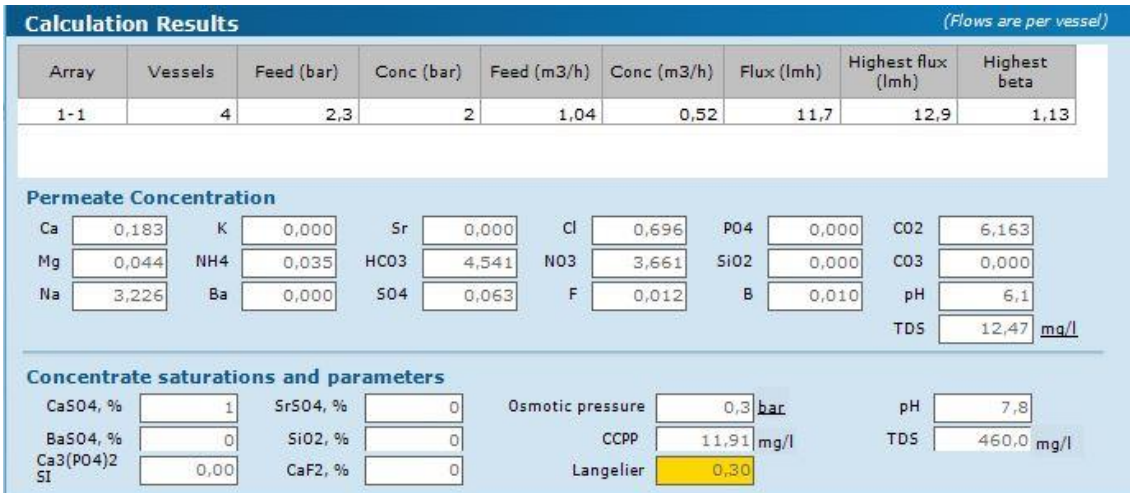 Calculation Results (Flows are per vessel)
Array Vessels Feed (bar) Conc (bar) Feed (m3/h) Conc (m3/h) Flux (lmh) Highest flux (lmh) Highest beta
1-1 4 2,3 2 1,04 0,52 11,7 12,9 1,13
Permeate Concentration
Ca 0,183 K 0,000 Sr 0,000 Cl 0,696 PO4 0,000 CO2 6,163
Mg 0,044 NH4 0,035 HCO3 4,541 NO3 3,661 SiO2 0,000 CO3 0,000
Na 3,226 Ba 0,000 SO4 0,063 F 0,012 B 0,010 pH 6,1
TDS 12,47 mg/l
Concentrate saturations and parameters
CaSO4, % 1 SrSO4, % 0 Osmotic pressure 0,3 bar pH 7,8
BaSO4, % 0 SiO2, % 0 CCPP 11,91 mg/l TDS 460,0 mg/l
Ca3(PO4)2 SI 0,00 CaF2, % 0 Langelier 0,30